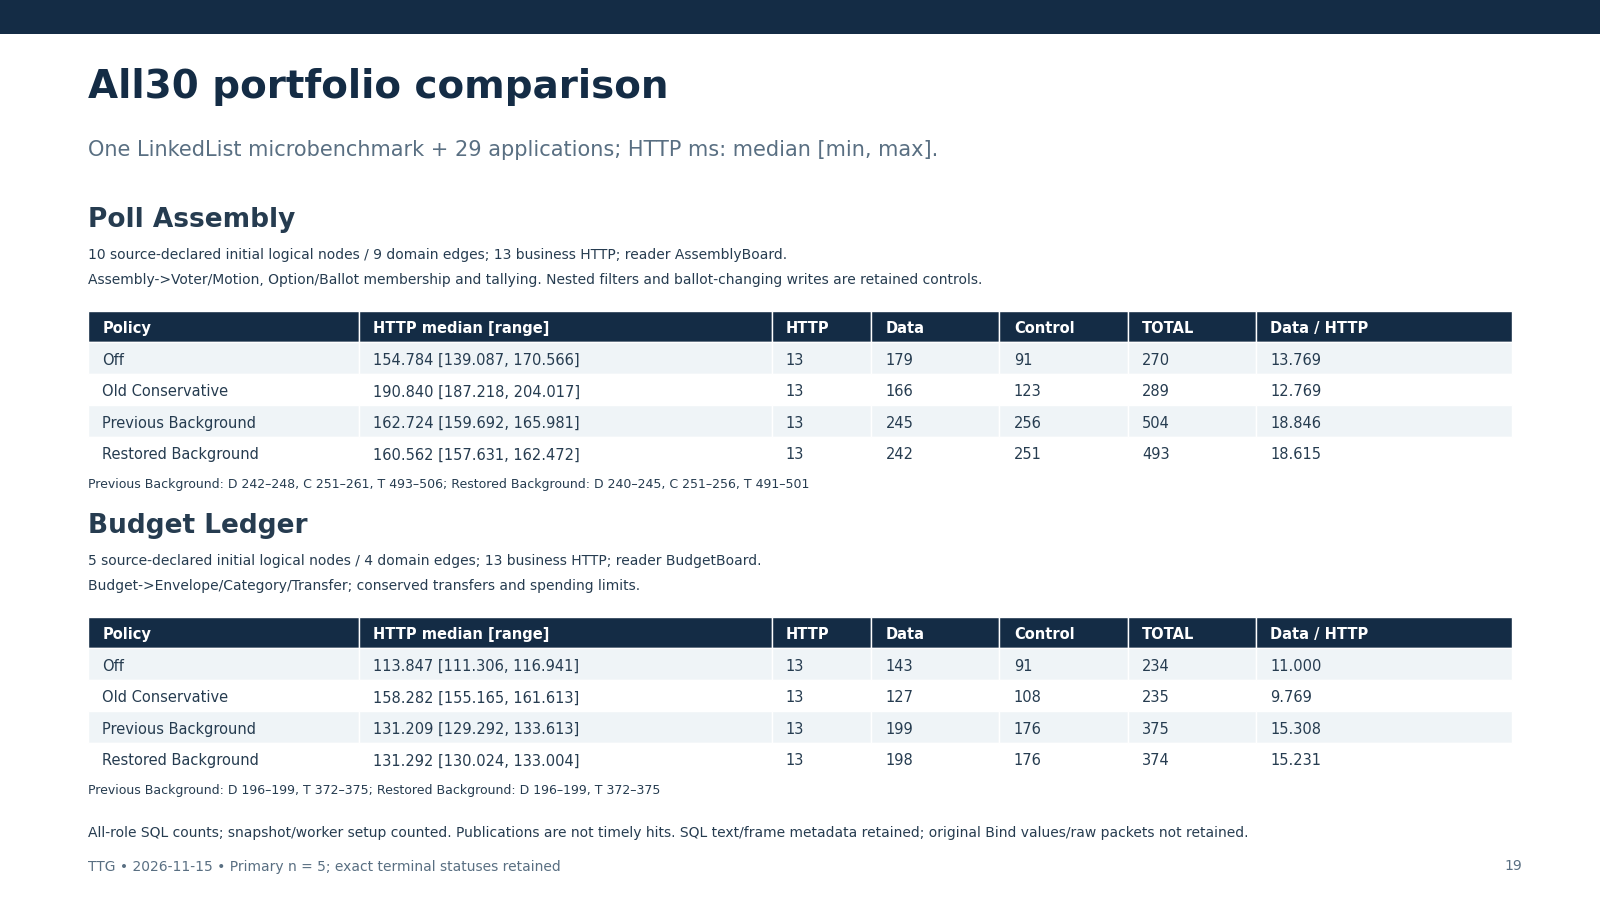 All30 portfolio comparison
One LinkedList microbenchmark + 29 applications; HTTP ms: median [min, max].
Poll Assembly
10 source-declared initial logical nodes / 9 domain edges; 13 business HTTP; reader AssemblyBoard.
Assembly->Voter/Motion, Option/Ballot membership and tallying. Nested filters and ballot-changing writes are retained controls.
Policy HTTP median [range] HTTP Data Control TOTAL Data / HTTP
Off 154.784 [139.087, 170.566] 13 179 91 270 13.769
Old Conservative 190.840 [187.218, 204.017] 13 166 123 289 12.769
Previous Background 162.724 [159.692, 165.981] 13 245 256 504 18.846
Restored Background 160.562 [157.631, 162.472] 13 242 251 493 18.615
Previous Background: D 242–248, C 251–261, T 493–506; Restored Background: D 240–245, C 251–256, T 491–501
Budget Ledger
5 source-declared initial logical nodes / 4 domain edges; 13 business HTTP; reader BudgetBoard.
Budget->Envelope/Category/Transfer; conserved transfers and spending limits.
Policy HTTP median [range] HTTP Data Control TOTAL Data / HTTP
Off 113.847 [111.306, 116.941] 13 143 91 234 11.000
Old Conservative 158.282 [155.165, 161.613] 13 127 108 235 9.769
Previous Background 131.209 [129.292, 133.613] 13 199 176 375 15.308
Restored Background 131.292 [130.024, 133.004] 13 198 176 374 15.231
Previous Background: D 196–199, T 372–375; Restored Background: D 196–199, T 372–375
All-role SQL counts; snapshot/worker setup counted. Publications are not timely hits. SQL text/frame metadata retained; original Bind values/raw packets not retained.
TTG • 2026-11-15 • Primary n = 5; exact terminal statuses retained
19